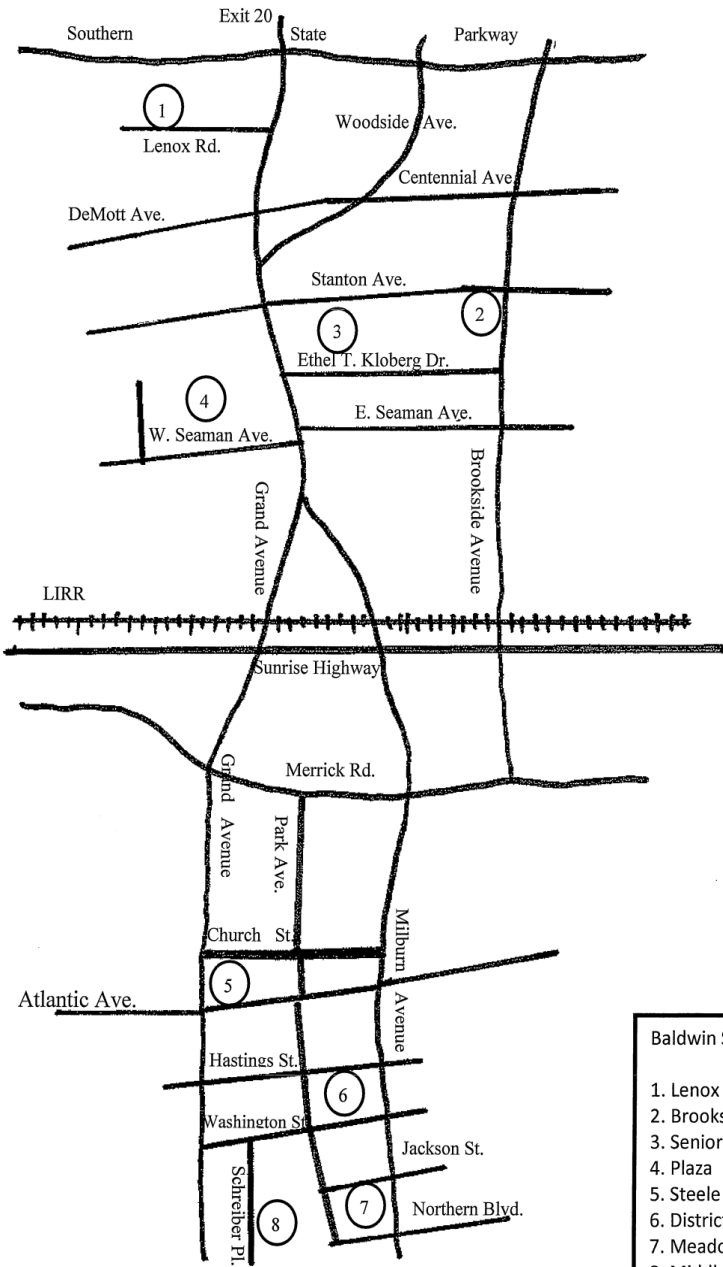 Exit 20
Southern State Parkway
1
Woodside Ave.
Lenox Rd.
Centennial Ave
DeMott Ave.
Stanton Ave.
3
2
Ethel T. Kloberg Dr.
4
E. Seaman Ave.
W. Seaman Ave.
Grand Avenue
Brookside Avenue
LIRR
Sunrise Highway
Merrick Rd.
Grand Avenue
Park Ave.
Milburn Avenue
Church St.
5
Atlantic Ave.
Hastings St.
6
Washington St
Jackson St.
Schreiber Pl.
7
8
Northern Blvd.
Baldwin
1. Lenox
2.
3. Senior
4. Plaza
5. Steele
6.
7.